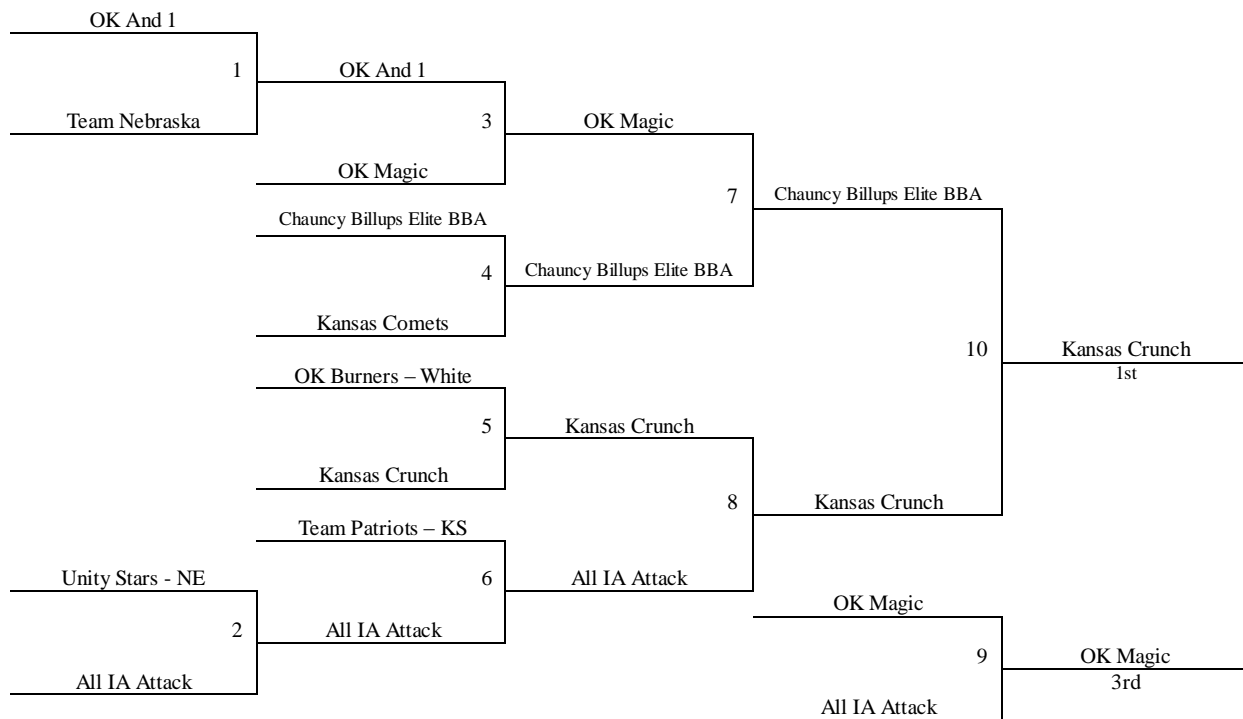 OK And 1
1
OK And 1
Team Nebraska
3
OK Magic
OK Magic
7
Chauncy Billups Elite BBA
Chauncy Billups Elite BBA
4
Chauncy Billups Elite BBA
Kansas Comets
10
Kansas Crunch
1st
OK Burners – White
5
Kansas Crunch
Kansas Crunch
8
Kansas Crunch
Team Patriots – KS
Unity Stars - NE
6
All IA Attack
2
All IA Attack
All IA Attack
OK Magic
9
OK Magic
3rd
All IA Attack